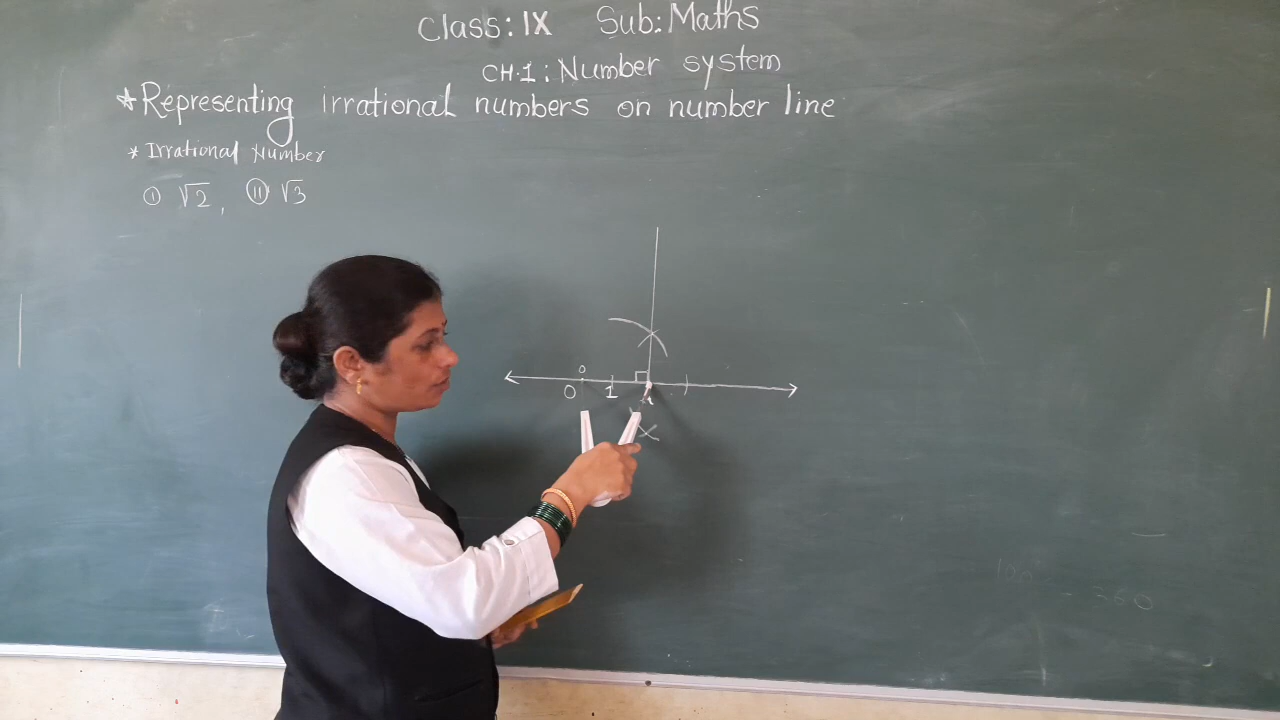 Class: IX Sub: Maths
CH.1: Number system
* Representing irrational numbers on number line
* Irrational Number
① √2, ⑪ √3
0
0 1 A